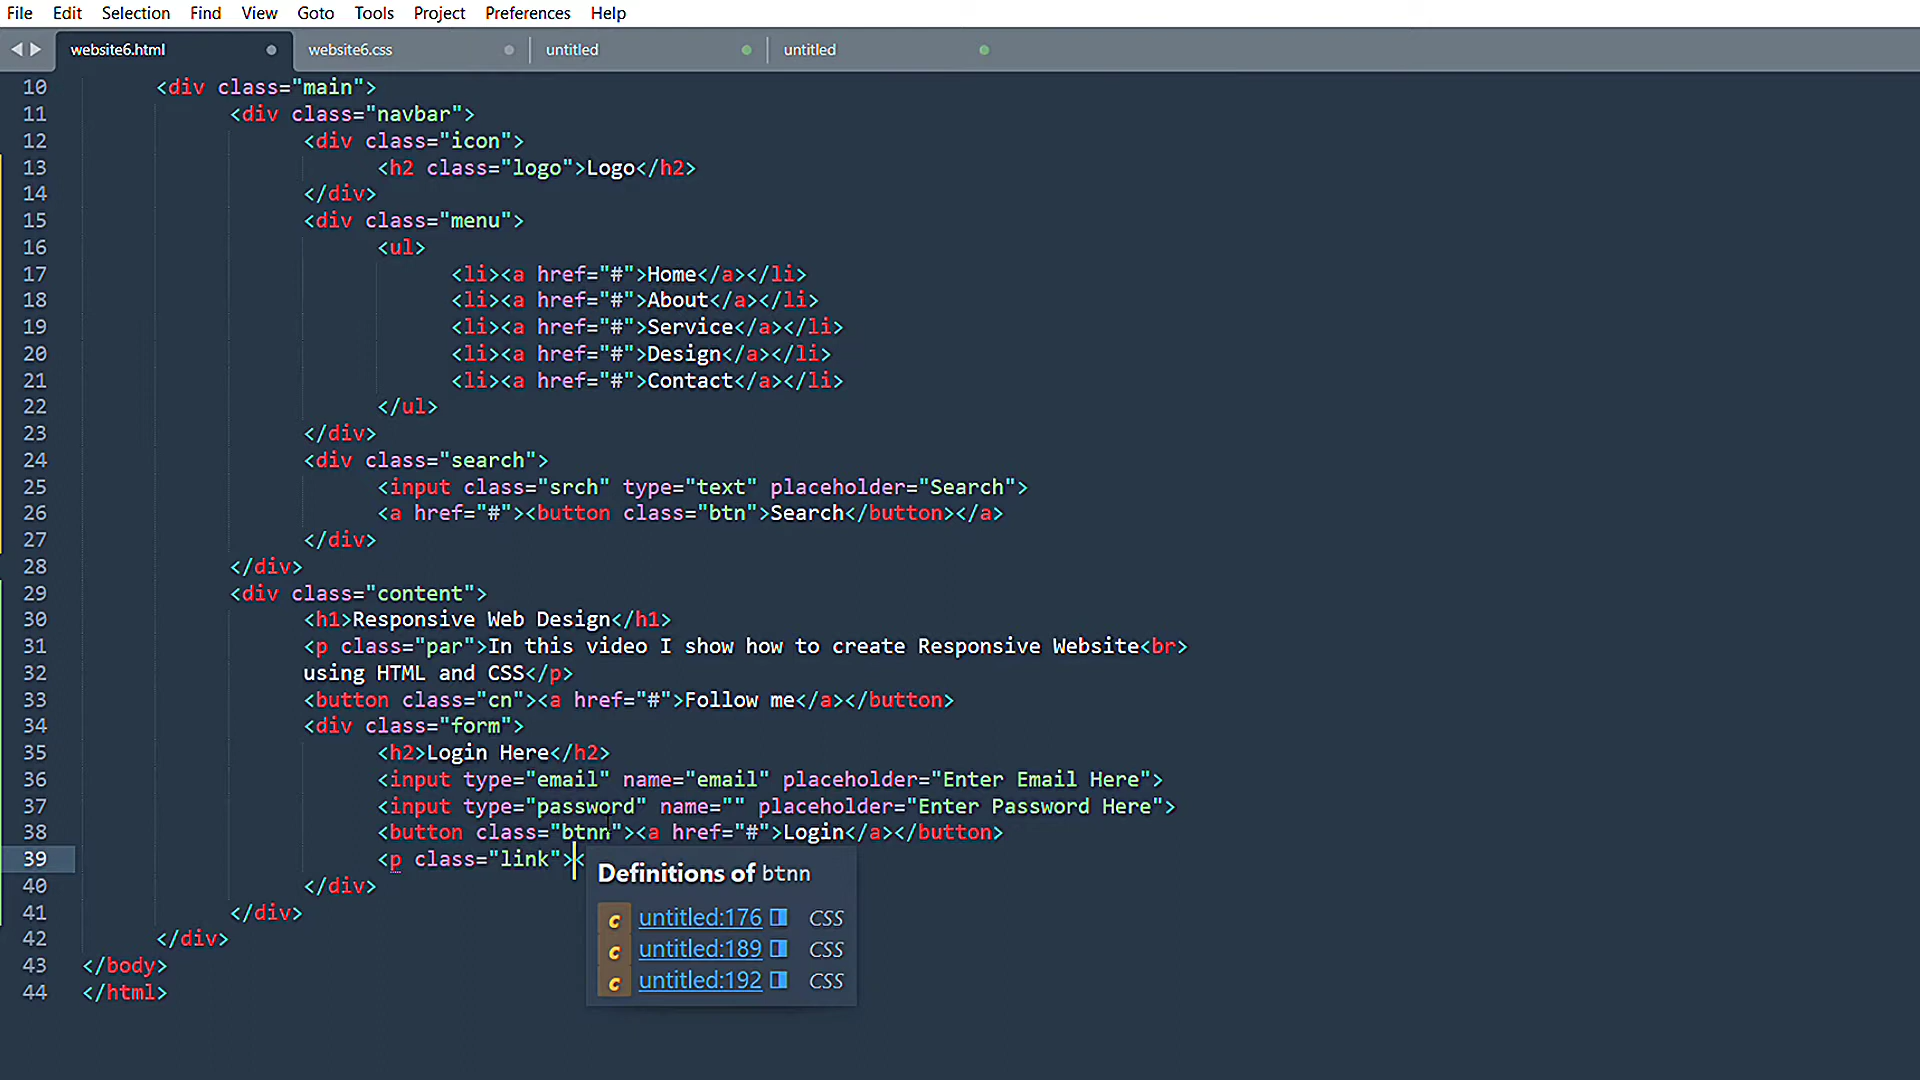 File Edit Selection Find View Goto Tools Project Preferences Help
website6.html website6.css untitled untitled
10 <div class="main">
11 <div class="navbar">
12 <div class="icon">
13 <h2 class="logo">Logo</h2>
14 </div>
15 <div class="menu">
16 <ul>
17 <li><a href="#">Home</a></li>
18 <li><a href="#">About</a></li>
19 <li><a href="#">Service</a></li>
20 <li><a href="#">Design</a></li>
21 <li><a href="#">Contact</a></li>
22 </ul>
23 </div>
24 <div class="search">
25 <input class="srch" type="text" placeholder="Search">
26 <a href="#"><button class="btn">Search</button></a>
27 </div>
28 </div>
29 <div class="content">
30 <h1>Responsive Web Design</h1>
31 <p class="par">In this video I show how to create Responsive Website<br>
32 using HTML and CSS</p>
33 <button class="cn"><a href="#">Follow me</a></button>
34 <div class="form">
35 <h2>Login Here</h2>
36 <input type="email" name="email" placeholder="Enter Email Here">
37 <input type="password" name="" placeholder="Enter Password Here">
38 <button class="btnn"><a href="#">Login</a></button>
39 <p class="link"><
40 </div>
41 </div>
42 </div>
43 </body>
44 </html>
Definitions of btnn
c untitled:176 CSS
c untitled:189 CSS
c untitled:192 CSS